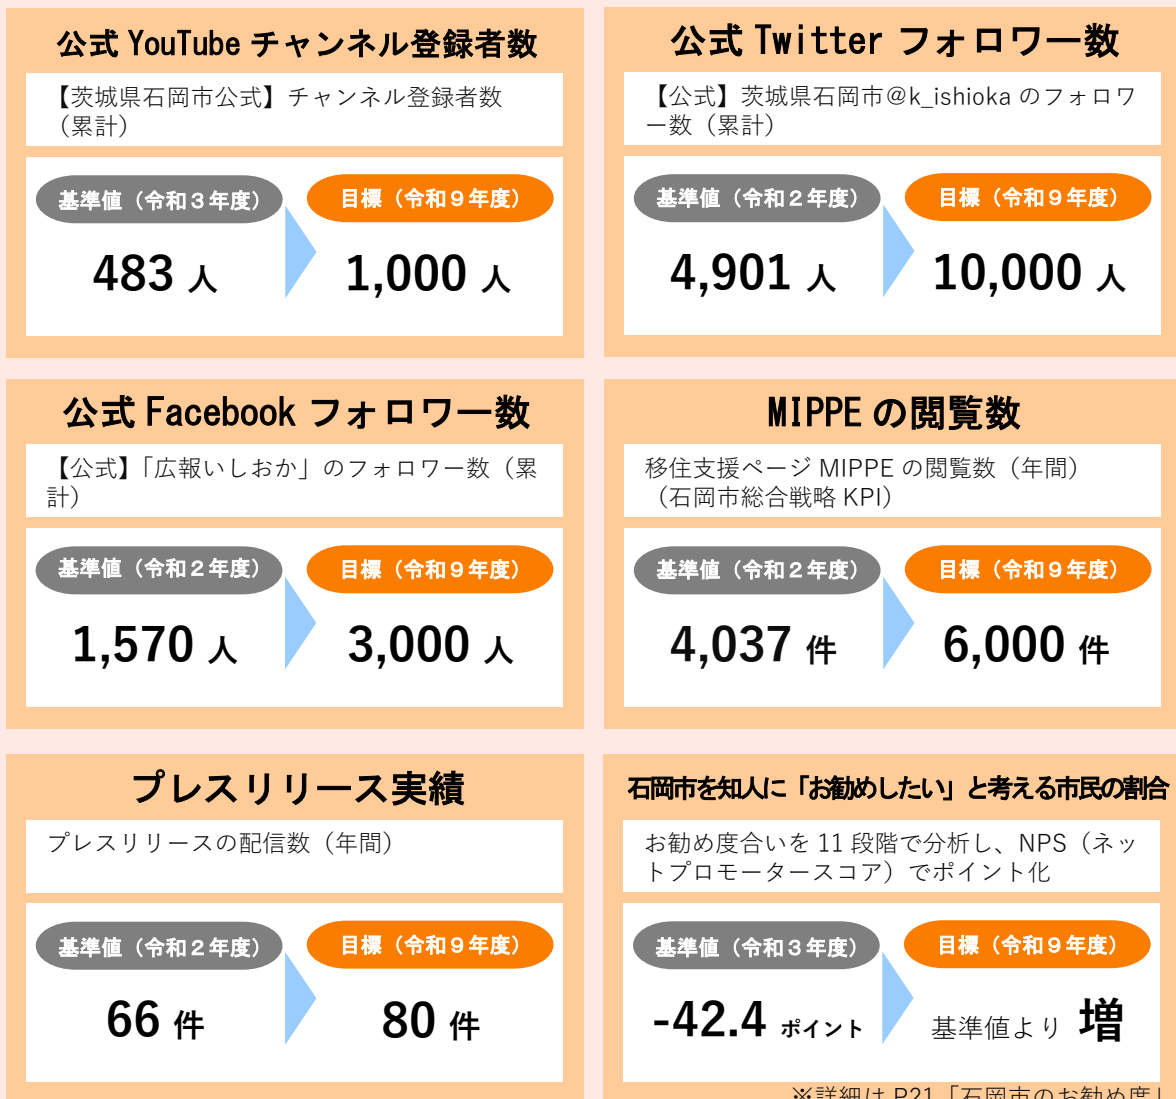 公式 YouTube チャンネル登録者数
【茨城県石岡市公式】チャンネル登録者数
（累計）
基準値（令和３年度）
目標（令和９年度）
483 人
1,000 人
公式 Twitter フォロワー数
【公式】茨城県石岡市@k_ishioka のフォロワ
ー数（累計）
基準値（令和２年度）
目標（令和９年度）
4,901 人
10,000 人
公式 Facebook フォロワー数
【公式】「広報いしおか」のフォロワー数（累
計）
基準値（令和２年度）
目標（令和９年度）
1,570 人
3,000 人
MIPPE の閲覧数
移住支援ページ MIPPE の閲覧数（年間）
（石岡市総合戦略 KPI）
基準値（令和２年度）
目標（令和９年度）
4,037 件
6,000 件
プレスリリース実績
プレスリリースの配信数（年間）
基準値（令和２年度）
目標（令和９年度）
66 件
80 件
石岡市を知人に「お勧めしたい」と考える市民の割合
お勧め度合いを 11 段階で分析し、NPS（ネッ
トプロモータースコア）でポイント化
基準値（令和３年度）
目標（令和９年度）
-42.4 ポイント
基準値より 増
※詳細は P21「石岡市のお勧め度」